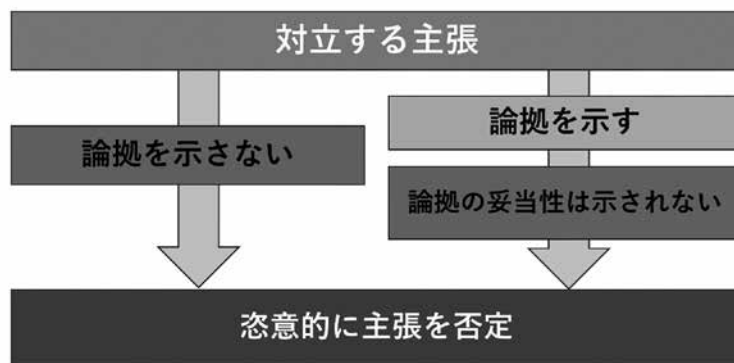 対立する主張
論拠を示さない
論拠を示す
論拠の妥当性は示されない
恣意的に主張を否定